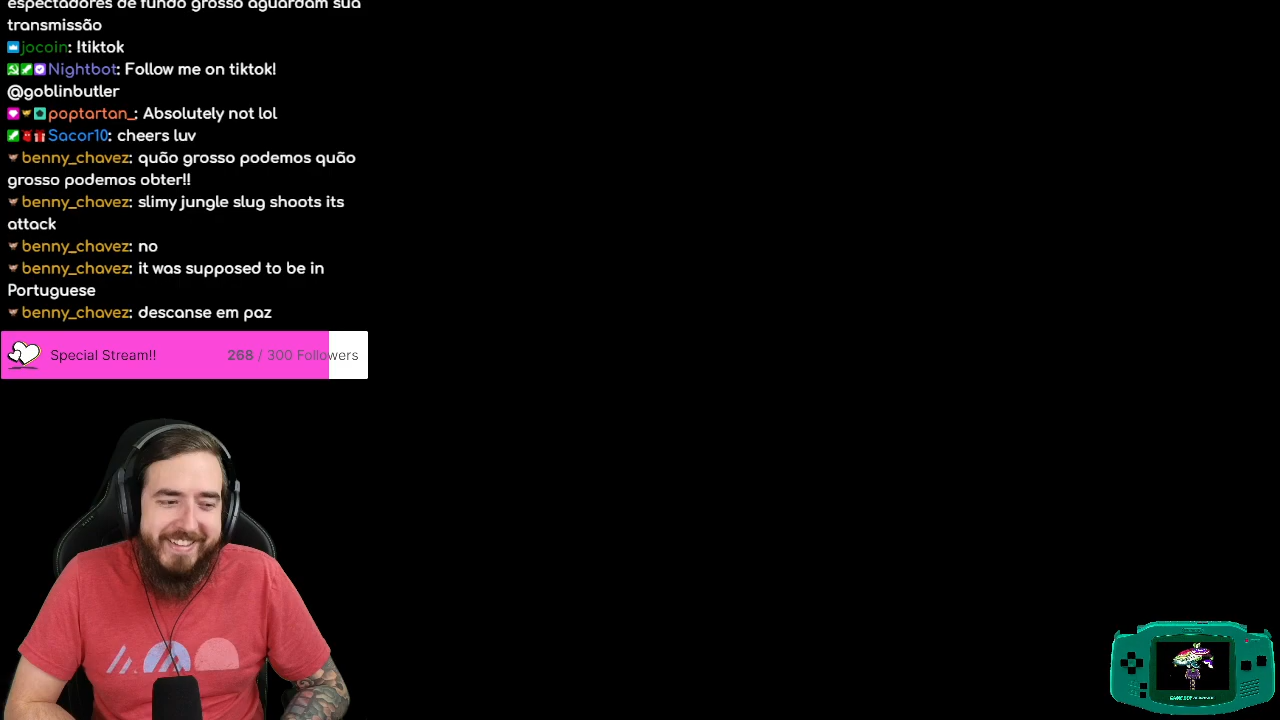 espectadores de fundo grosso aguardam sua
transmissão
jocoin: !tiktok
Nightbot: Follow me on tiktok!
@goblinbutler
poptartan_: Absolutely not lol
Sacor10: cheers luv
benny_chavez: quão grosso podemos quão
grosso podemos obter!!
benny_chavez: slimy jungle slug shoots its
attack
benny_chavez: no
benny_chavez: it was supposed to be in
Portuguese
benny_chavez: descanse em paz
Special Stream!! 268 / 300 Followers